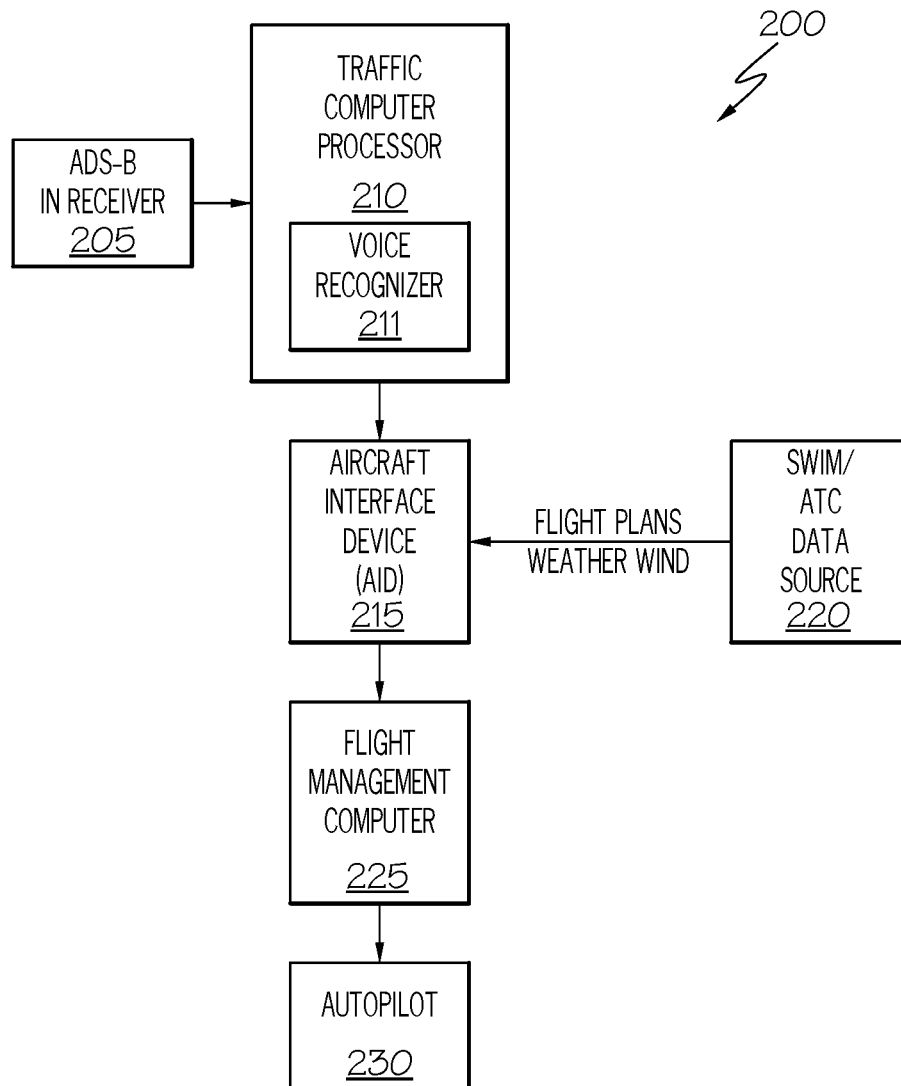 200
TRAFFIC
COMPUTER
PROCESSOR
210
ADS-B
IN RECEIVER
205
VOICE
RECOGNIZER
211
AIRCRAFT
INTERFACE
DEVICE
(AID)
215
FLIGHT PLANS
WEATHER WIND
SWIM/
ATC
DATA
SOURCE
220
FLIGHT
MANAGEMENT
COMPUTER
225
AUTOPILOT
230